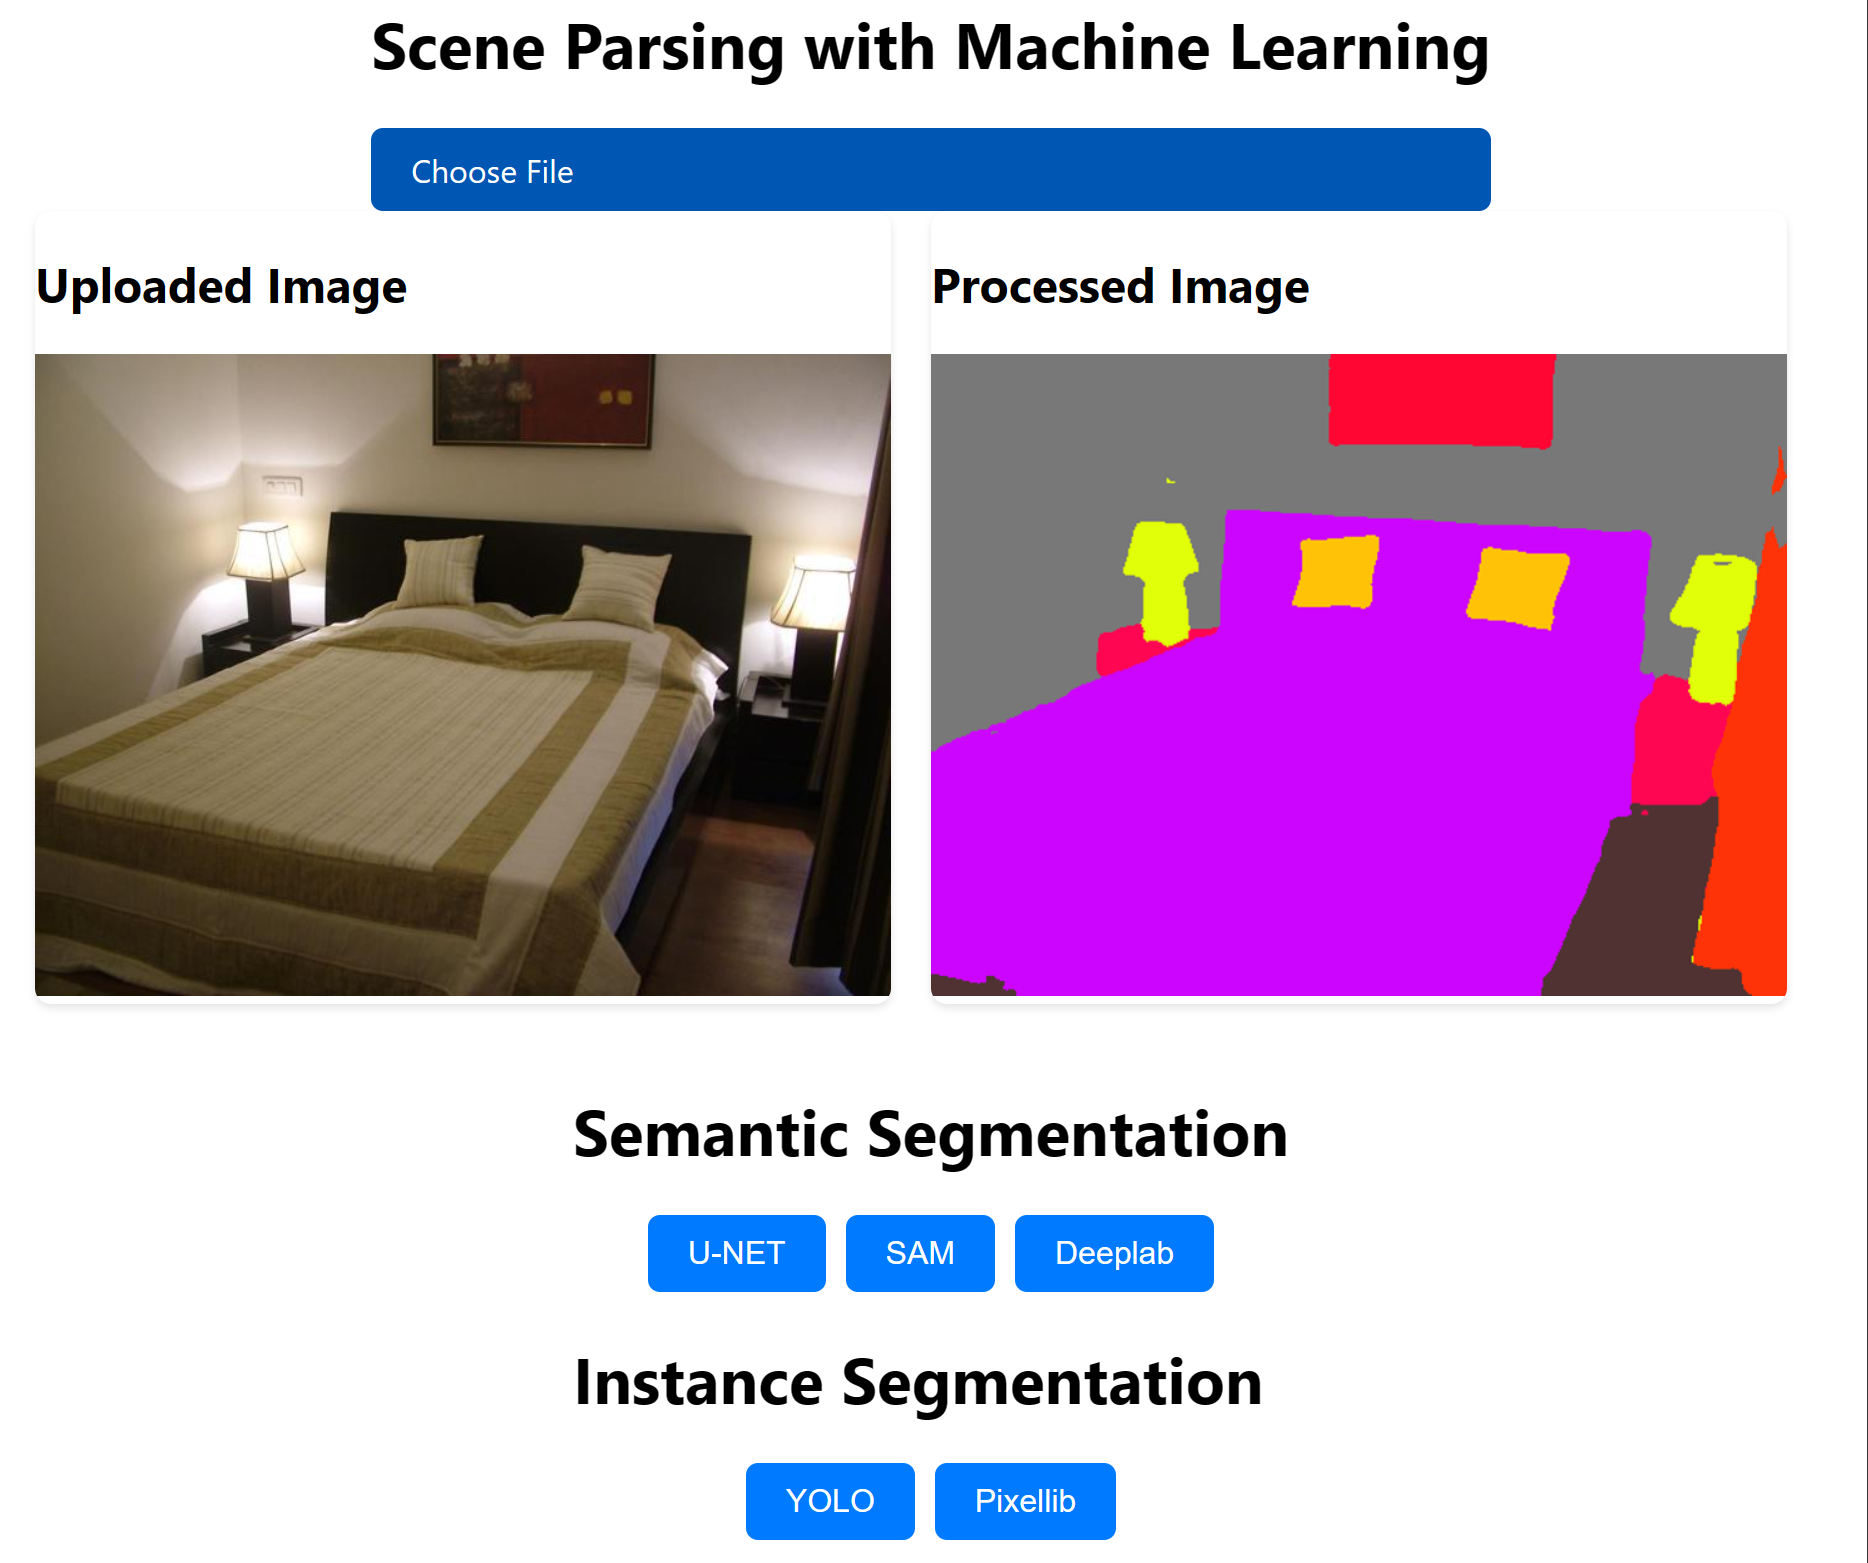 Scene Parsing with Machine Learning
Choose File
Uploaded Image
Processed Image
Semantic Segmentation
U-NET
SAM
Deeplab
Instance Segmentation
YOLO
Pixellib